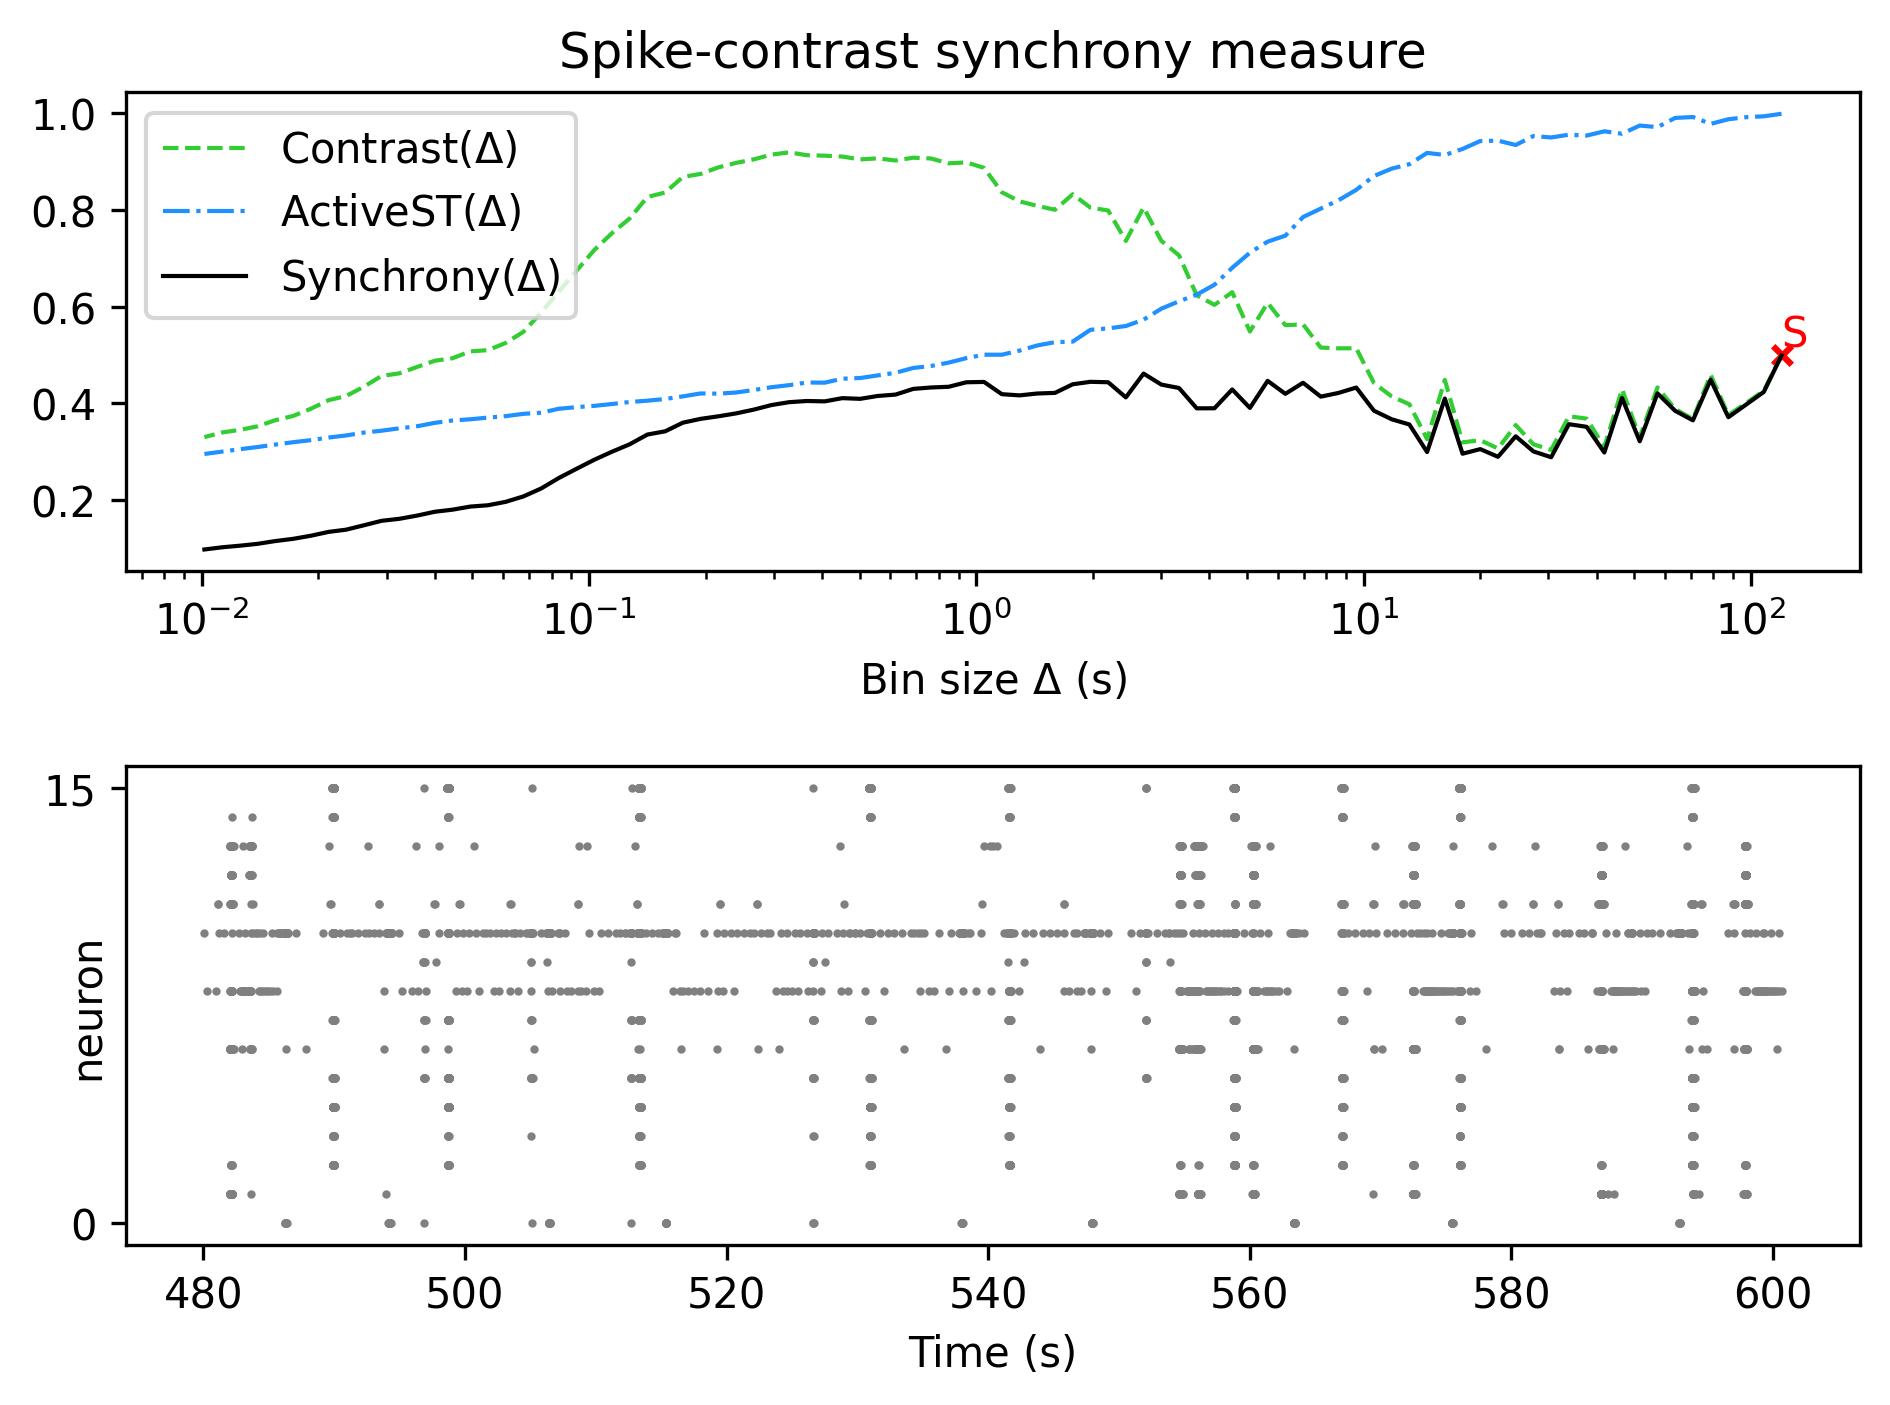 Spike-contrast synchrony measure
1.0
0.8
0.6
0.4
0.2
Contrast(Δ)
ActiveST(Δ)
Synchrony(Δ)
S
10⁻² 10⁻¹ 10⁰ 10¹ 10²
Bin size Δ (s)
15
0
neuron
480 500 520 540 560 580 600
Time (s)